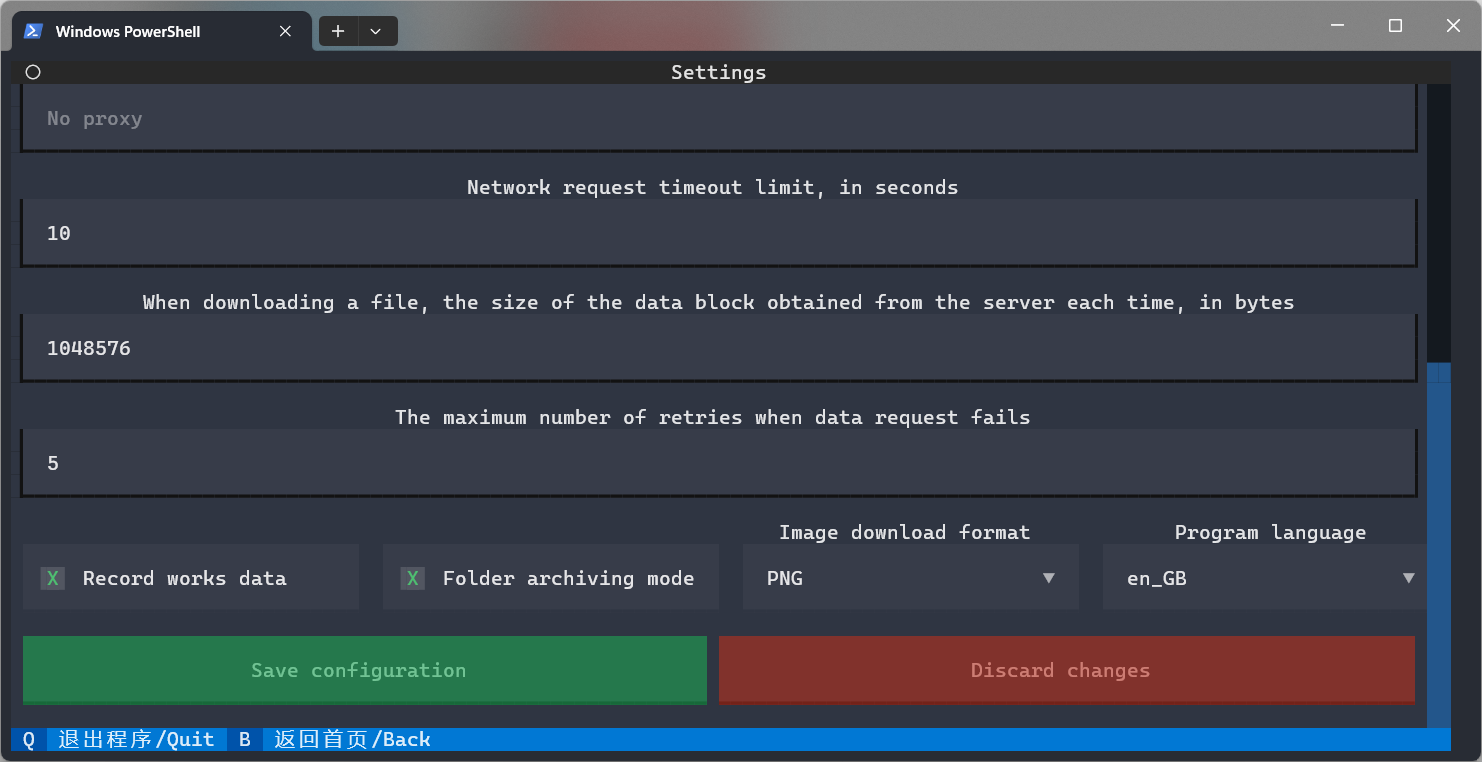 Windows PowerShell
Settings
No proxy
Network request timeout limit, in seconds
10
When downloading a file, the size of the data block obtained from the server each time, in bytes
1048576
The maximum number of retries when data request fails
5
Image download format Program language
X Record works data X Folder archiving mode PNG ▼ en_GB ▼
Save configuration Discard changes
Q 退出程序/Quit B 返回首页/Back